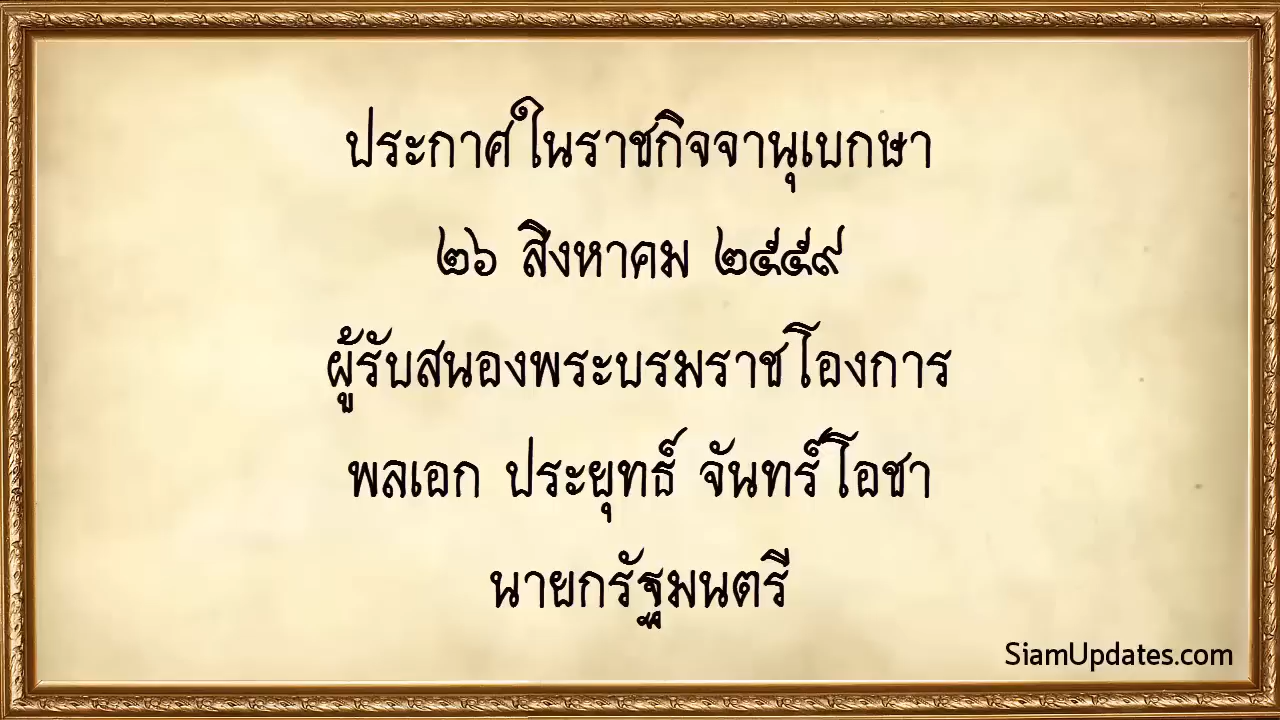 ประกาศในราชกิจจานุเบกษา
๒๖ สิงหาคม ๒๕๕๙
ผู้รับสนองพระบรมราชโองการ
พลเอก ประยุทธ์ จันทร์โอชา
นายกรัฐมนตรี
SiamUpdates.com